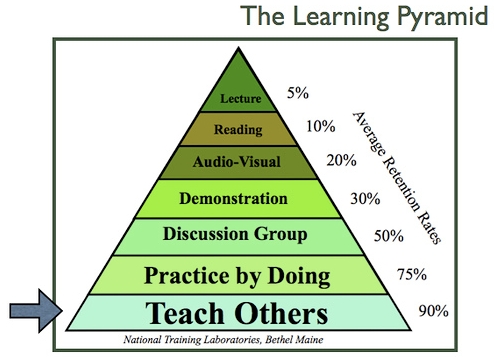 The Learning Pyramid
Lecture 5%
Reading 10%
Audio-Visual 20%
Demonstration 30%
Discussion Group 50%
Practice by Doing 75%
Teach Others 90%
Average Retention Rates
National Training Laboratories, Bethel Maine